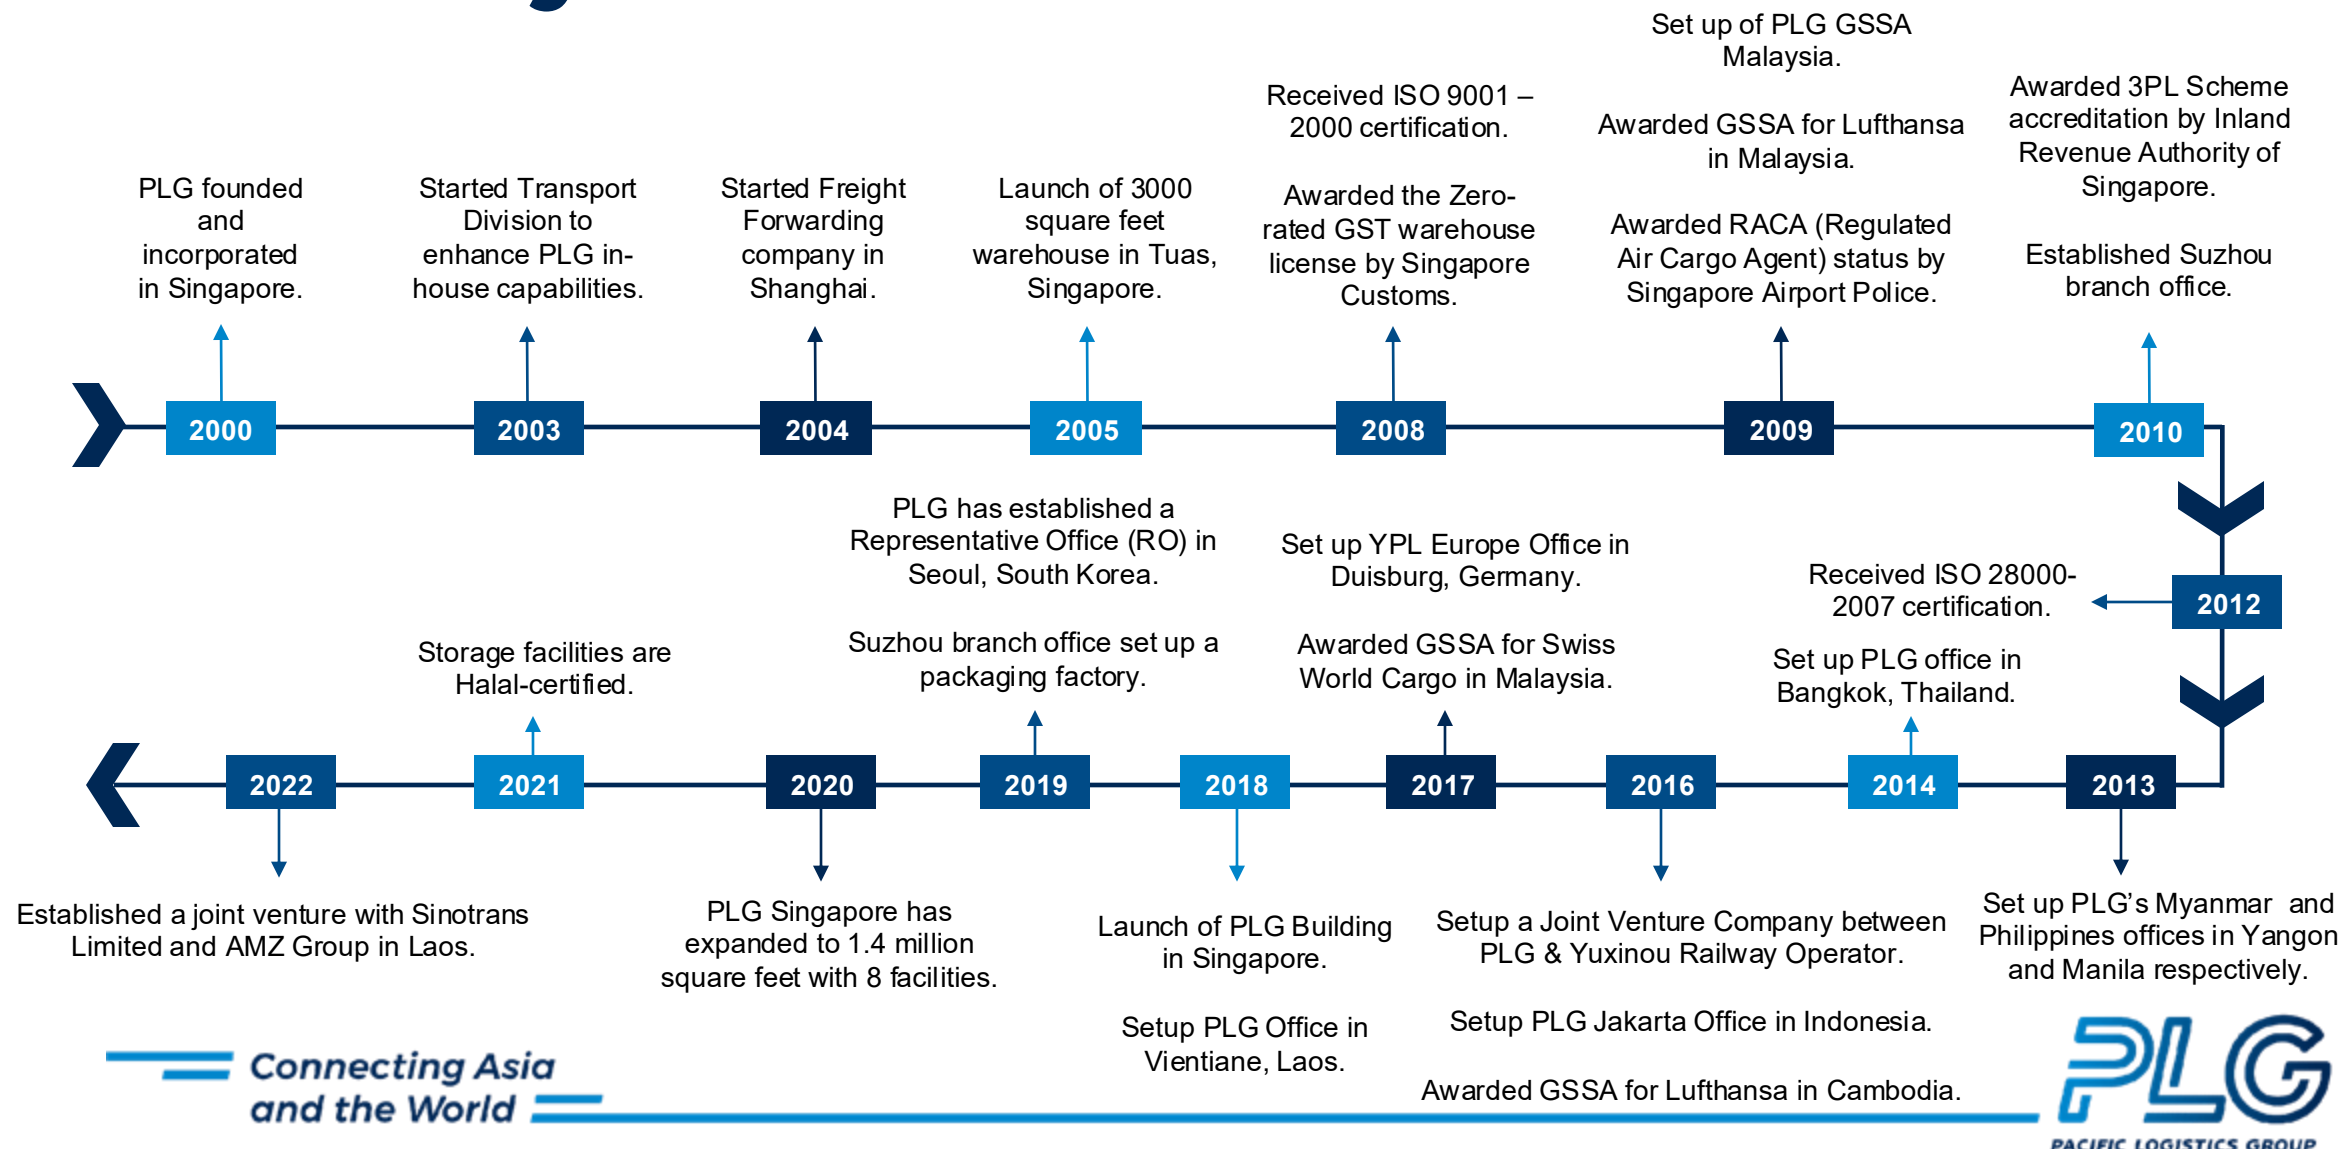 PLG founded
and
incorporated
in Singapore.
Started Transport
Division to
enhance PLG in-
house capabilities.
Started Freight
Forwarding
company in
Shanghai.
Launch of 3000
square feet
warehouse in Tuas,
Singapore.
Received ISO 9001 –
2000 certification.
Awarded the Zero-
rated GST warehouse
license by Singapore
Customs.
Set up of PLG GSSA
Malaysia.
Awarded GSSA for Lufthansa
in Malaysia.
Awarded RACA (Regulated
Air Cargo Agent) status by
Singapore Airport Police.
Awarded 3PL Scheme
accreditation by Inland
Revenue Authority of
Singapore.
Established Suzhou
branch office.
2000
2003
2004
2005
2008
2009
2010
2012
Received ISO 28000-
2007 certification.
Set up PLG office in
Bangkok, Thailand.
Set up YPL Europe Office in
Duisburg, Germany.
Awarded GSSA for Swiss
World Cargo in Malaysia.
PLG has established a
Representative Office (RO) in
Seoul, South Korea.
Suzhou branch office set up a
packaging factory.
Storage facilities are
Halal-certified.
2022
2021
2020
2019
2018
2017
2016
2014
2013
Established a joint venture with Sinotrans
Limited and AMZ Group in Laos.
PLG Singapore has
expanded to 1.4 million
square feet with 8 facilities.
Launch of PLG Building
in Singapore.
Setup PLG Office in
Vientiane, Laos.
Setup a Joint Venture Company between
PLG & Yuxinou Railway Operator.
Setup PLG Jakarta Office in Indonesia.
Awarded GSSA for Lufthansa in Cambodia.
Set up PLG’s Myanmar and
Philippines offices in Yangon
and Manila respectively.
Connecting Asia
and the World
PLG
PACIFIC LOGISTICS GROUP